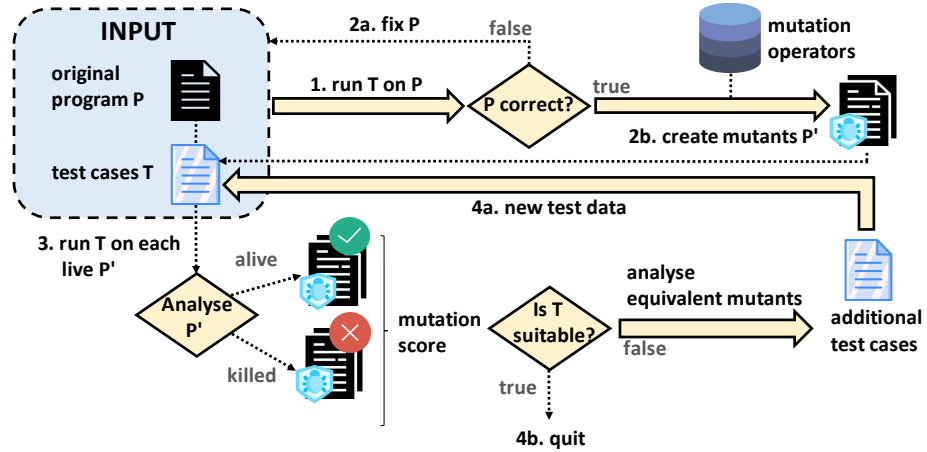 INPUT
original
program P
test cases T
2a. fix P
false
1. run T on P
P correct?
true
mutation
operators
2b. create mutants P'
4a. new test data
3. run T on each
live P'
Analyse
P'
alive
killed
mutation
score
Is T
suitable?
true
4b. quit
analyse
equivalent mutants
false
additional
test cases